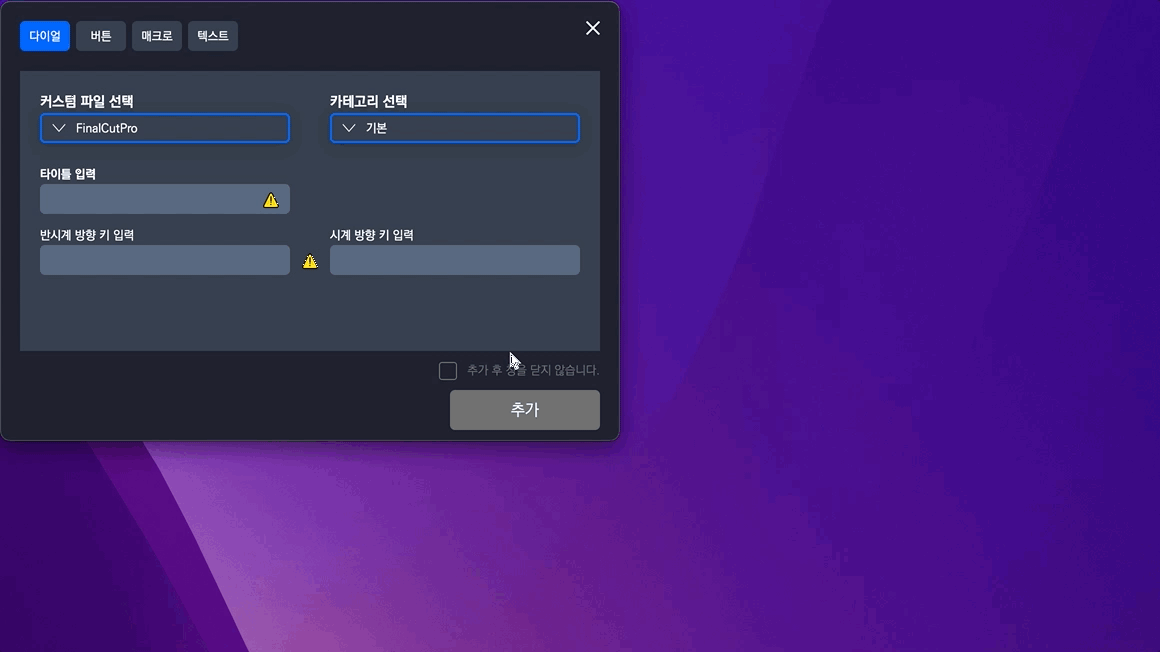 다이얼 버튼 매크로 텍스트
커스텀 파일 선택 카테고리 선택
FinalCutPro 기본
타이틀 입력
반시계 방향 키 입력 시계 방향 키 입력
추가 후 창을 닫지 않습니다.
추가